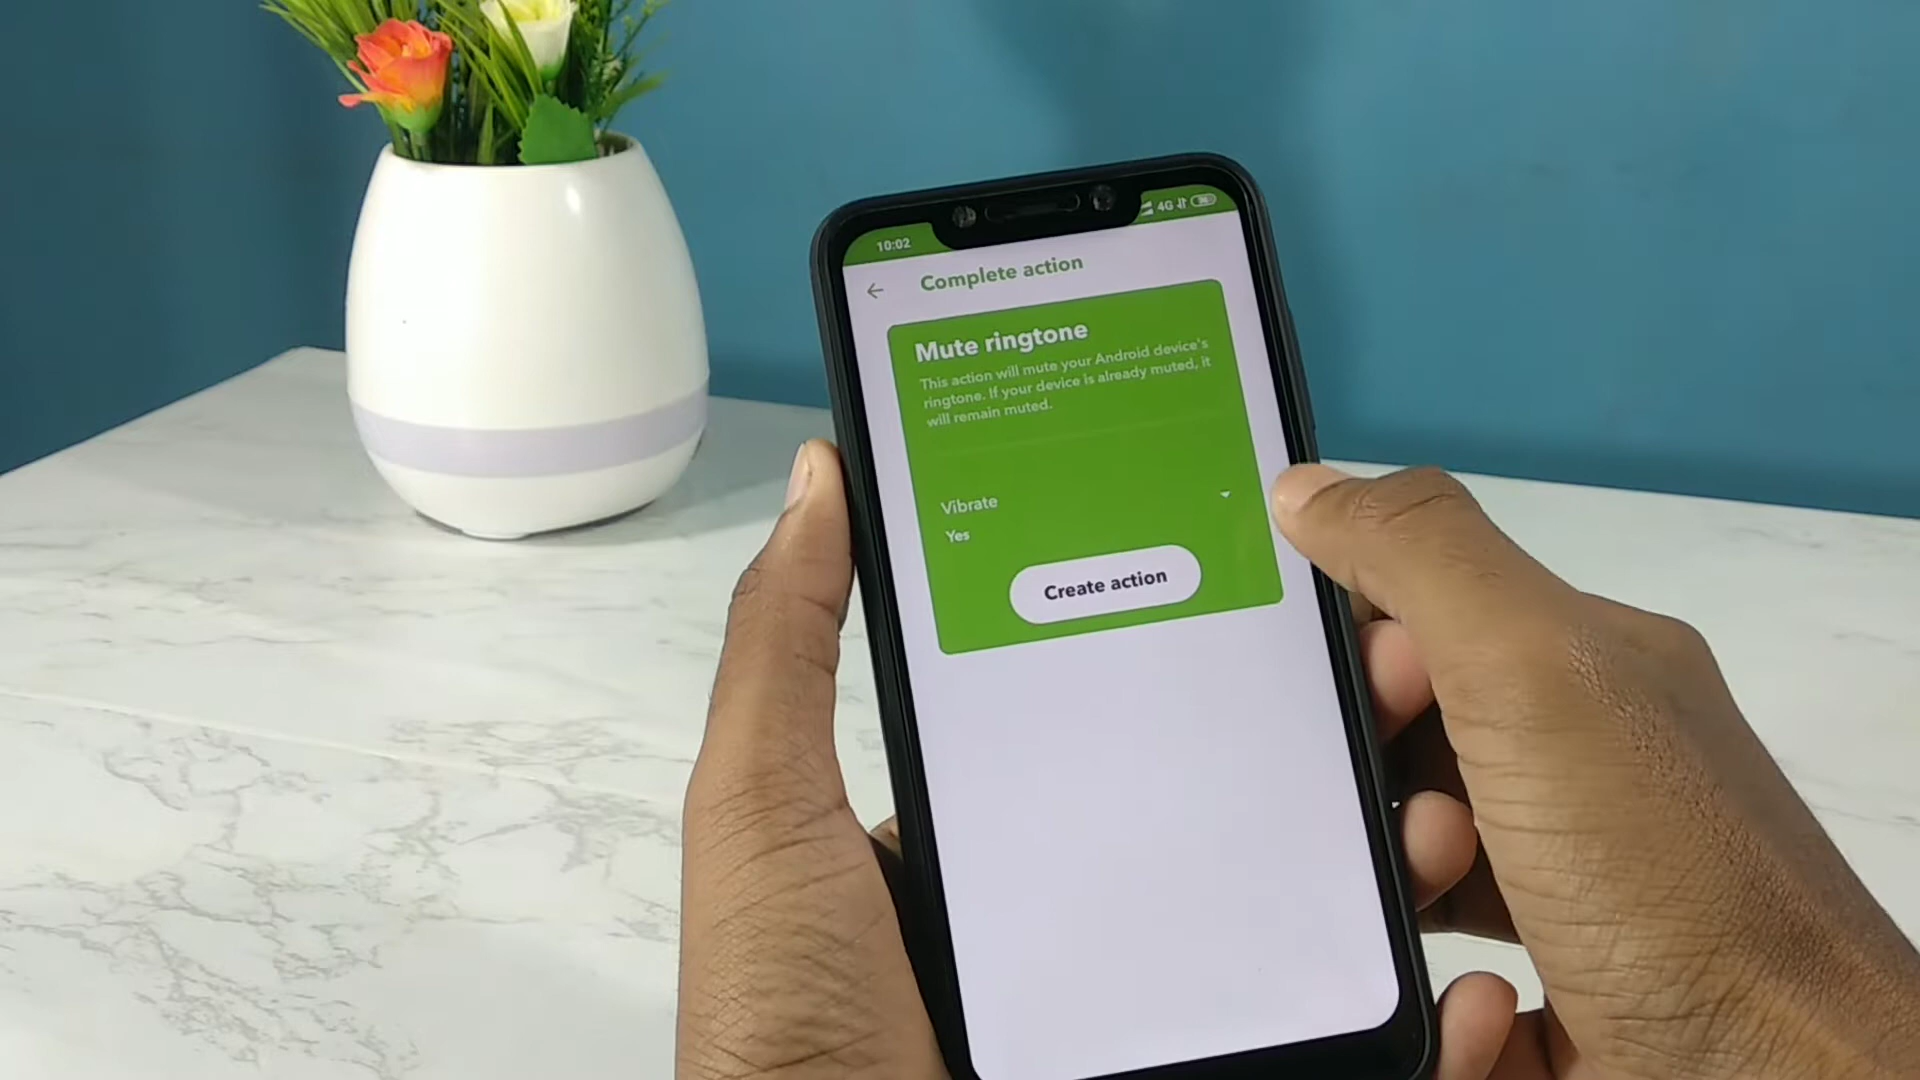 10:02
4G
Complete action
Mute ringtone
This action will mute your Android device's
ringtone. If your device is already muted, it
will remain muted.
Vibrate
Yes
Create action